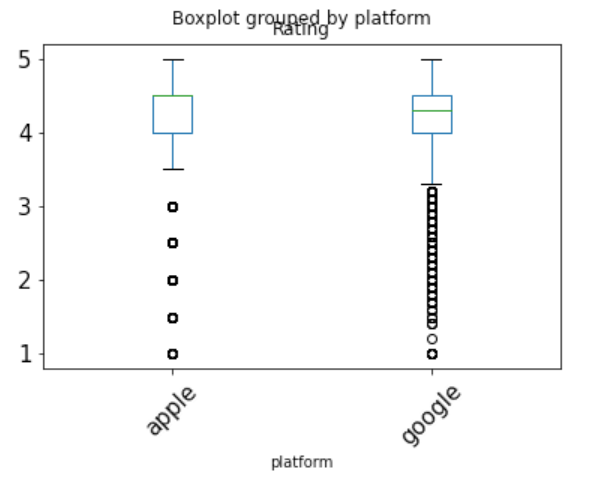 Boxplot grouped by platform
Rating
5
4
3
2
1
apple
google
platform